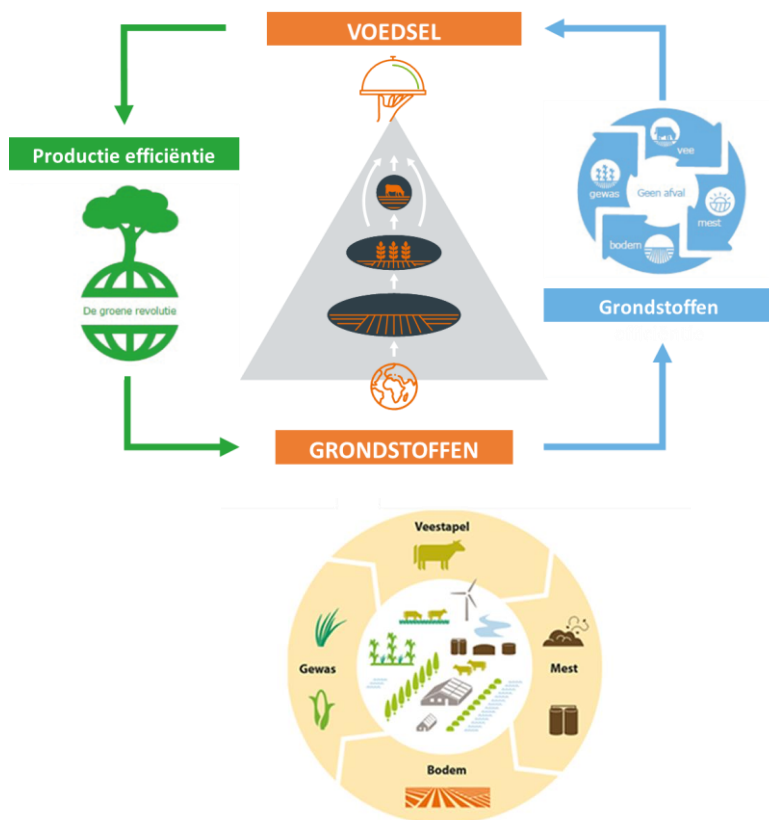 VOEDSEL
Productie efficiëntie
De groene revolutie
vee
gewas
Geen afval
mest
bodem
Grondstoffen
GRONDSTOFFEN
Veestapel
Gewas
Mest
Bodem